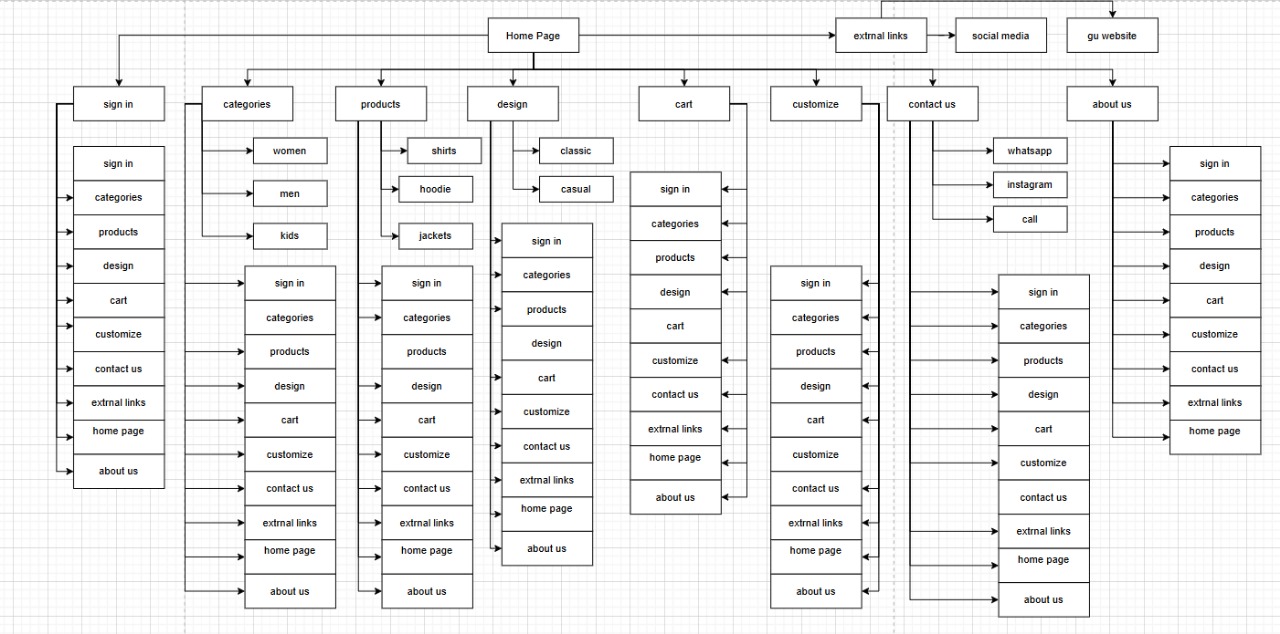 Home Page
extrnal links
social media
gu website
sign in
categories
products
design
cart
customize
contact us
about us
sign in
categories
products
design
cart
customize
contact us
extrnal links
home page
about us
women
men
kids
sign in
categories
products
design
cart
customize
contact us
extrnal links
home page
about us
shirts
hoodie
jackets
sign in
categories
products
design
cart
customize
contact us
extrnal links
home page
about us
classic
casual
sign in
categories
products
design
cart
customize
contact us
extrnal links
home page
about us
sign in
categories
products
design
cart
customize
contact us
extrnal links
home page
about us
sign in
categories
products
design
cart
customize
contact us
extrnal links
home page
about us
whatsapp
instagram
call
sign in
categories
products
design
cart
customize
contact us
extrnal links
home page
about us
sign in
categories
products
design
cart
customize
contact us
extrnal links
home page